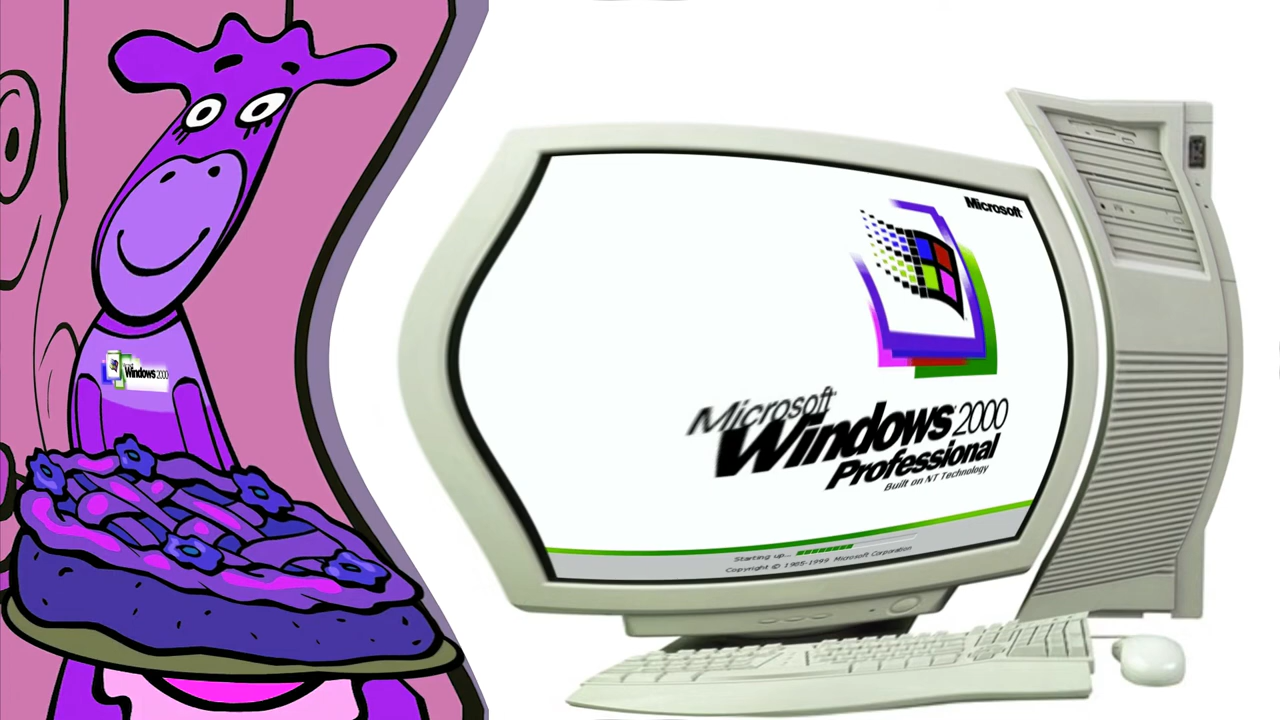 Windows 2000
Microsoft
Microsoft
Windows 2000
Professional
Built on NT Technology
Starting up...
Copyright © 1985-1999 Microsoft Corporation